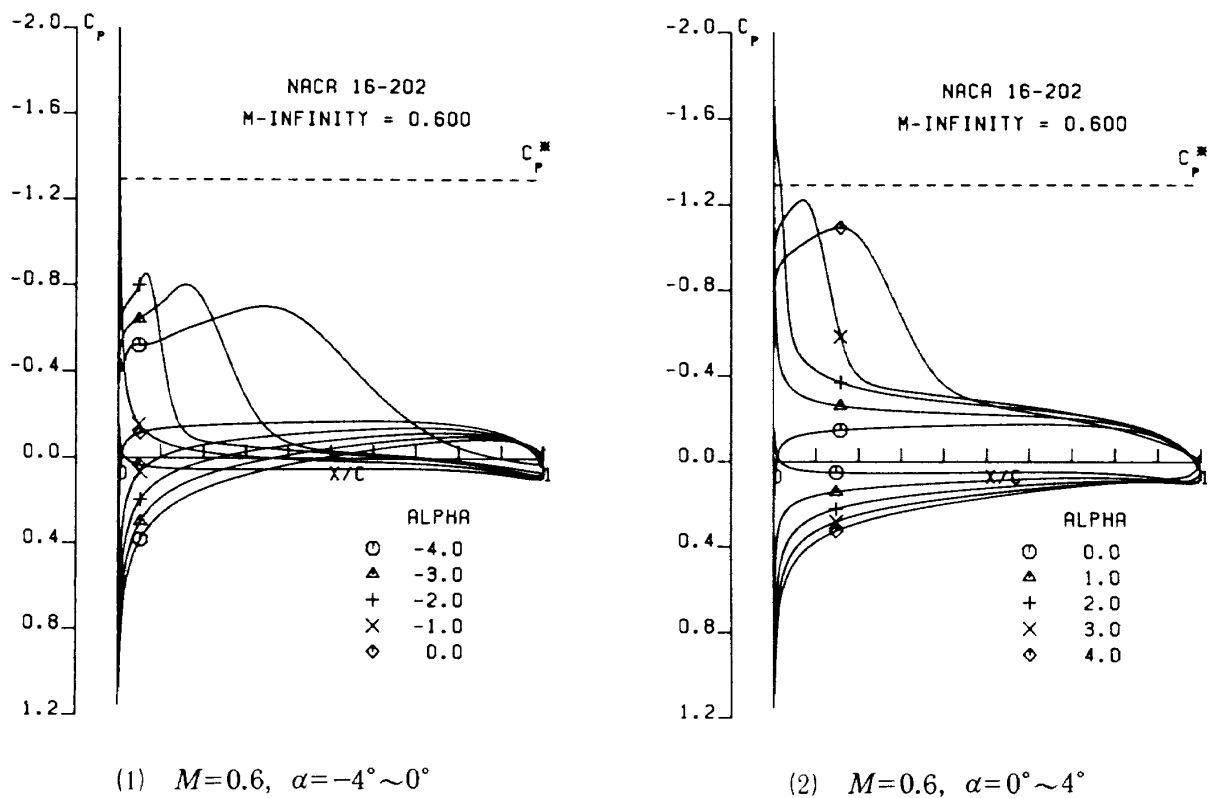 -2.0 C_P
NACA 16-202
M-INFINITY = 0.600
-1.6
C_P*
-1.2
-0.8
-0.4
0.0
0 X/C 1
ALPHA
0.4
-4.0
-3.0
-2.0
0.8
-1.0
0.0
1.2
(1) M=0.6, α=-4°~0°
-2.0 C_P
NACA 16-202
-1.6
M-INFINITY = 0.600
C_P*
-1.2
-0.8
-0.4
0.0
0 X/C 1
ALPHA
0.4
0.0
1.0
2.0
0.8
3.0
4.0
1.2
(2) M=0.6, α=0°~4°